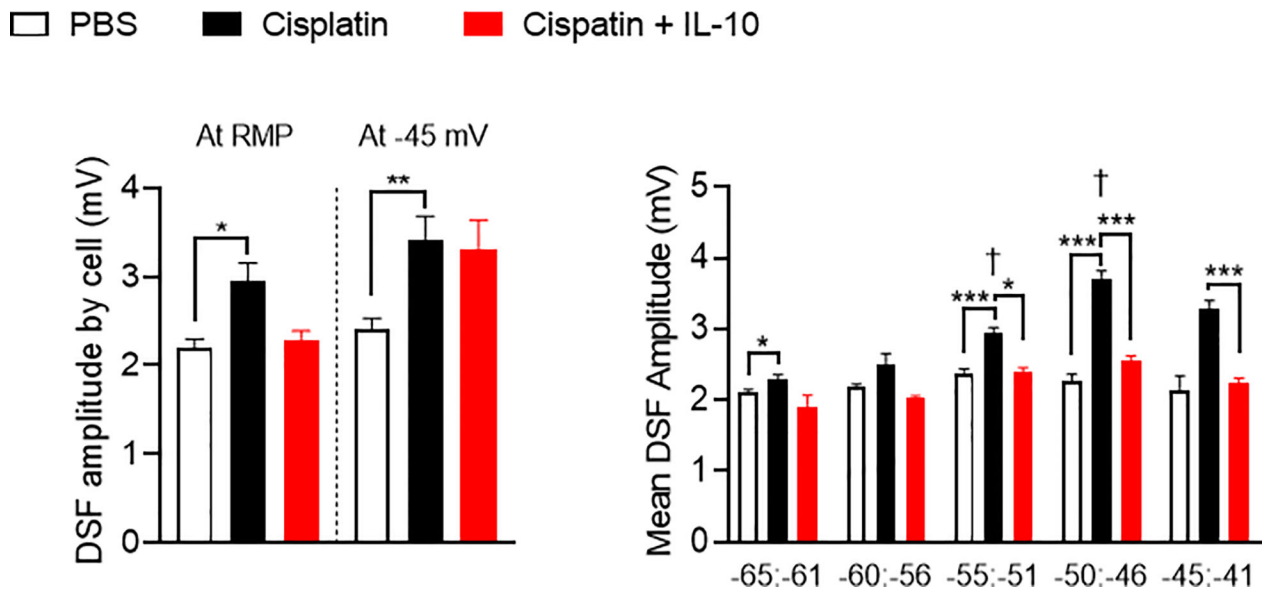 PBS Cisplatin Cispatin + IL-10
At RMP At -45 mV
DSF amplitude by cell (mV)
4
3
2
1
0
* **
Mean DSF Amplitude (mV)
5
4
3
2
1
0
*
*** † *
*** † ***
***
-65:-61 -60:-56 -55:-51 -50:-46 -45:-41